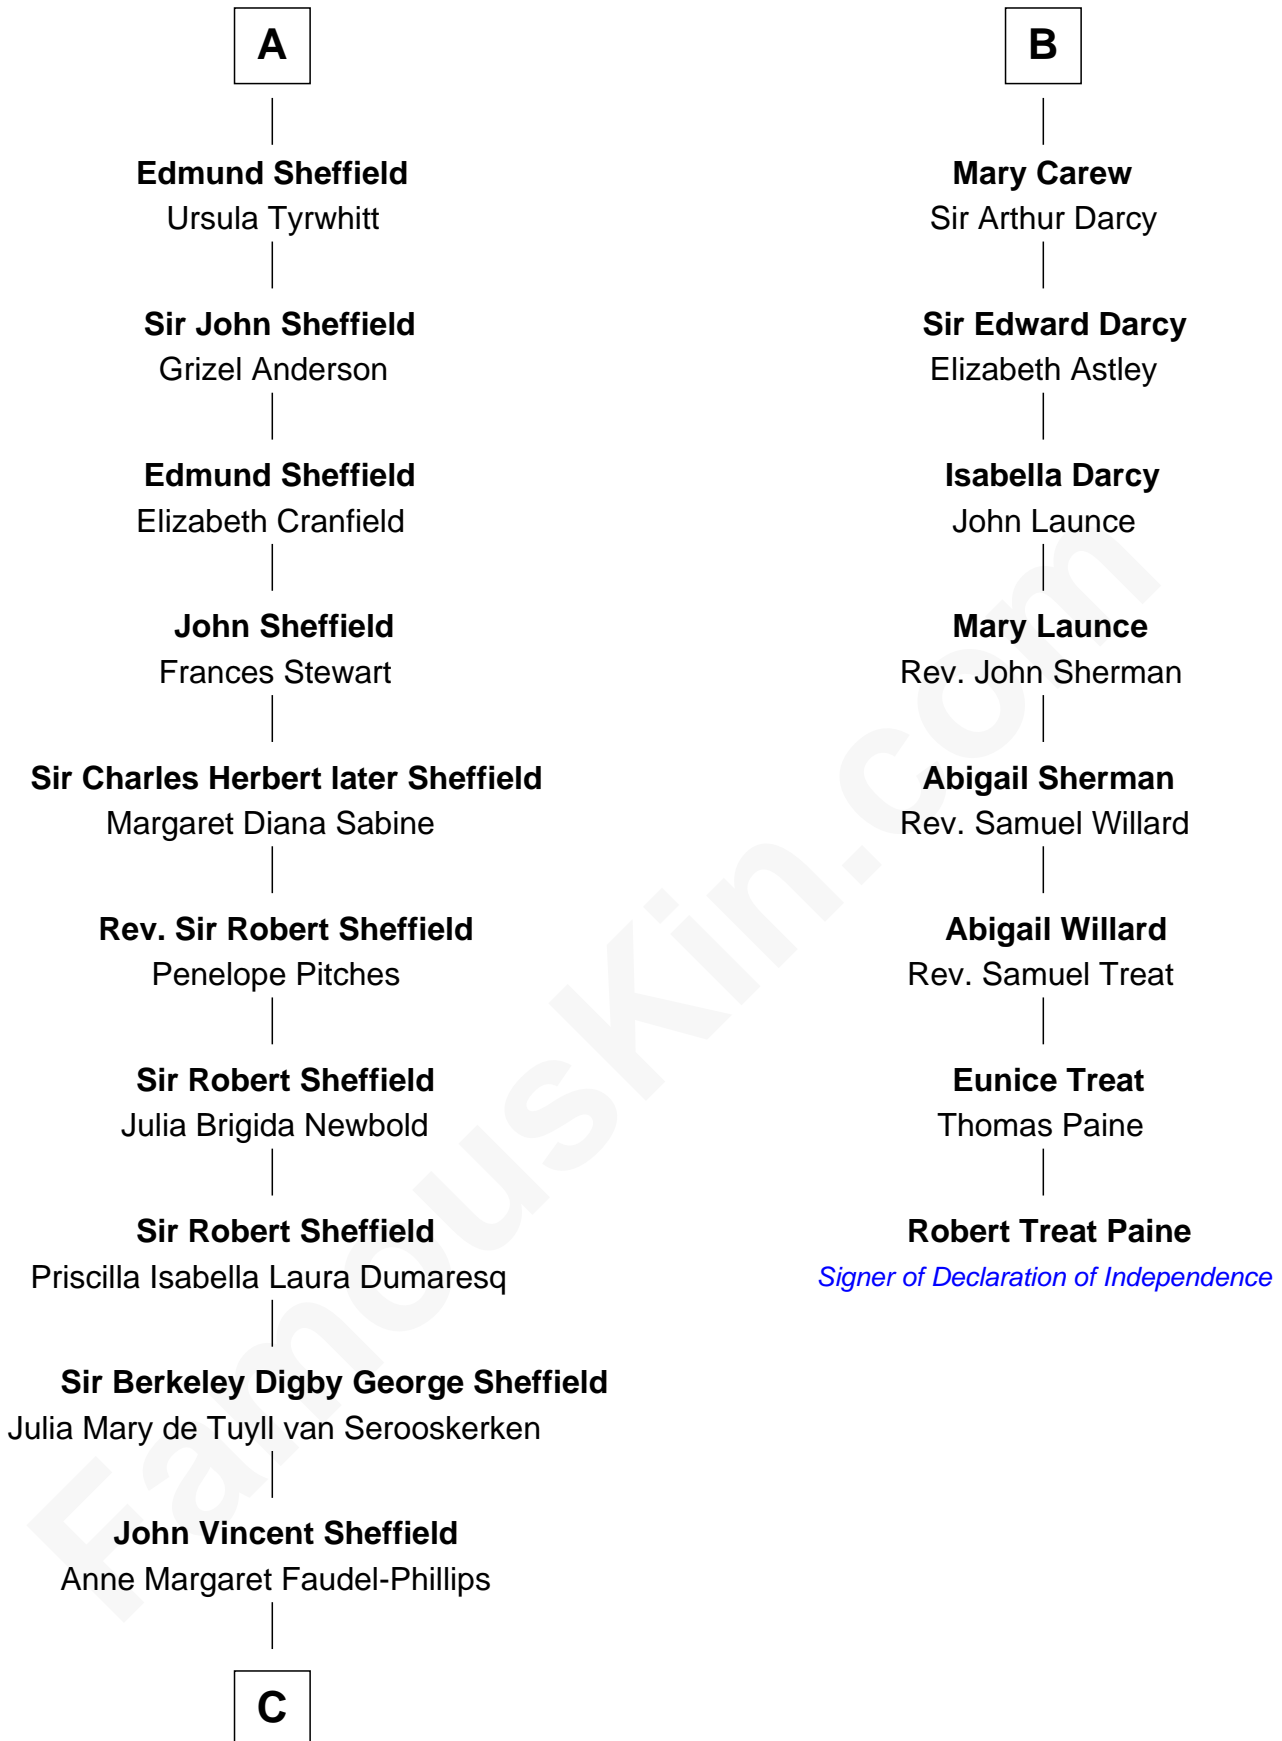 A
Edmund Sheffield
Ursula Tyrwhitt
Sir John Sheffield
Grizel Anderson
Edmund Sheffield
Elizabeth Cranfield
John Sheffield
Frances Stewart
Sir Charles Herbert later Sheffield
Margaret Diana Sabine
Rev. Sir Robert Sheffield
Penelope Pitches
Sir Robert Sheffield
Julia Brigida Newbold
Sir Robert Sheffield
Priscilla Isabella Laura Dumaresq
Sir Berkeley Digby George Sheffield
Julia Mary de Tuyll van Serooskerken
John Vincent Sheffield
Anne Margaret Faudel-Phillips
C
B
Mary Carew
Sir Arthur Darcy
Sir Edward Darcy
Elizabeth Astley
Isabella Darcy
John Launce
Mary Launce
Rev. John Sherman
Abigail Sherman
Rev. Samuel Willard
Abigail Willard
Rev. Samuel Treat
Eunice Treat
Thomas Paine
Robert Treat Paine
Signer of Declaration of Independence
FamousKin.com